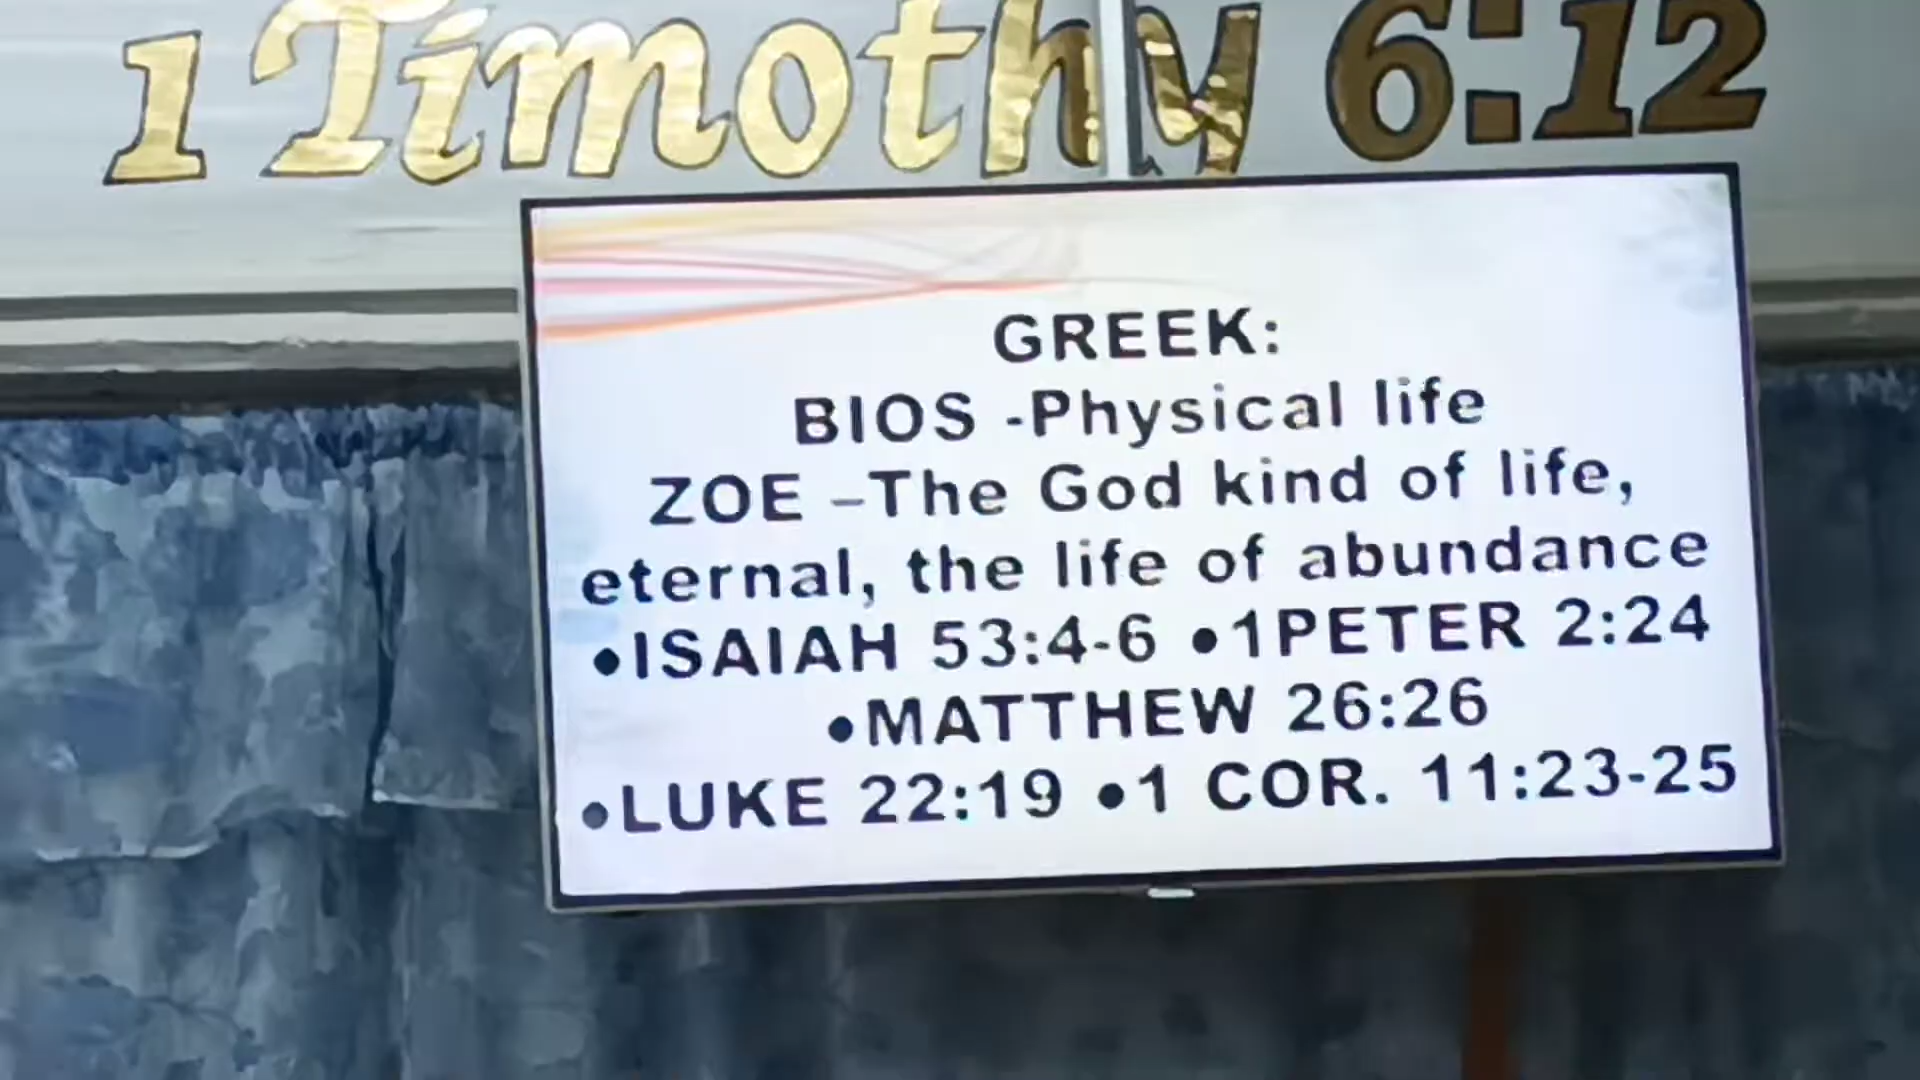 1 Timothy 6:12
GREEK:
BIOS -Physical life
ZOE –The God kind of life,
eternal, the life of abundance
•ISAIAH 53:4-6 •1PETER 2:24
•MATTHEW 26:26
•LUKE 22:19 •1 COR. 11:23-25